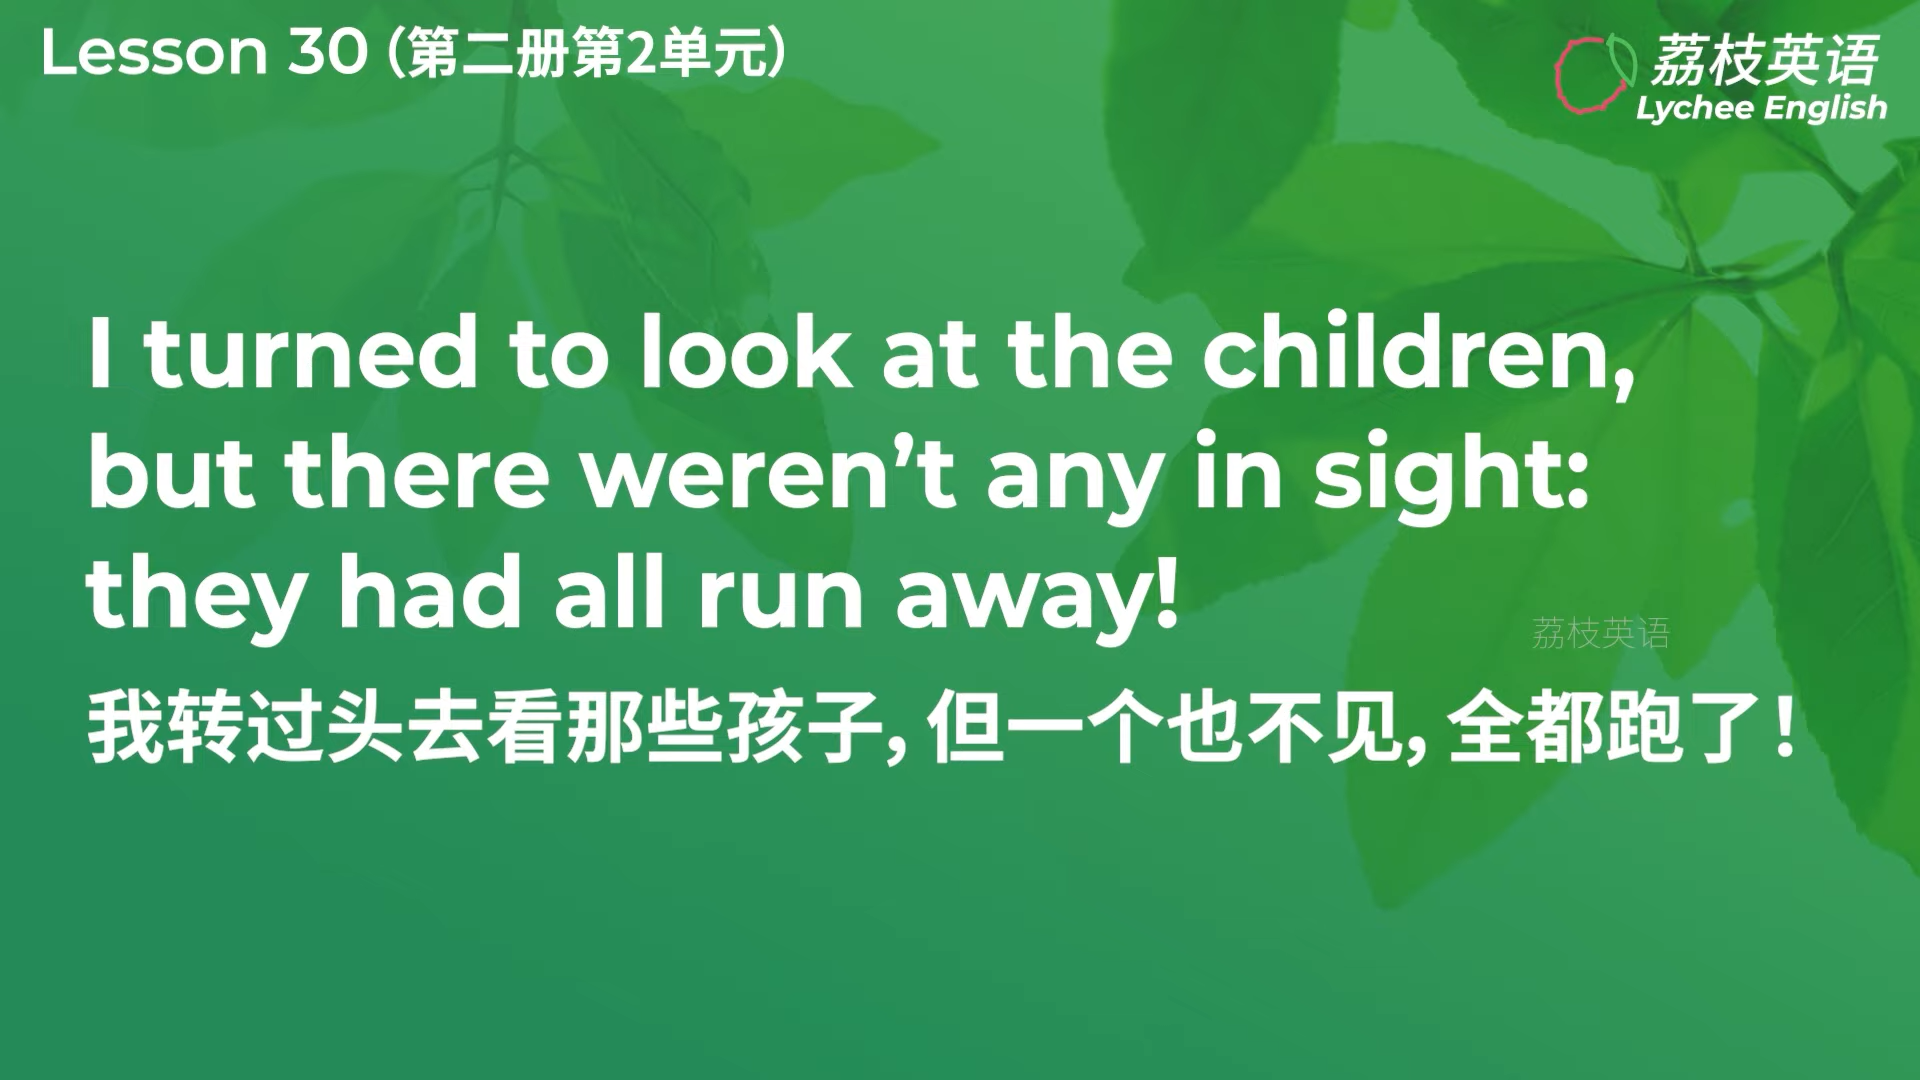 Lesson 30（第二册第2单元）
荔枝英语
Lychee English
I turned to look at the children,
but there weren’t any in sight:
they had all run away!
荔枝英语
我转过头去看那些孩子，但一个也不见，全都跑了！